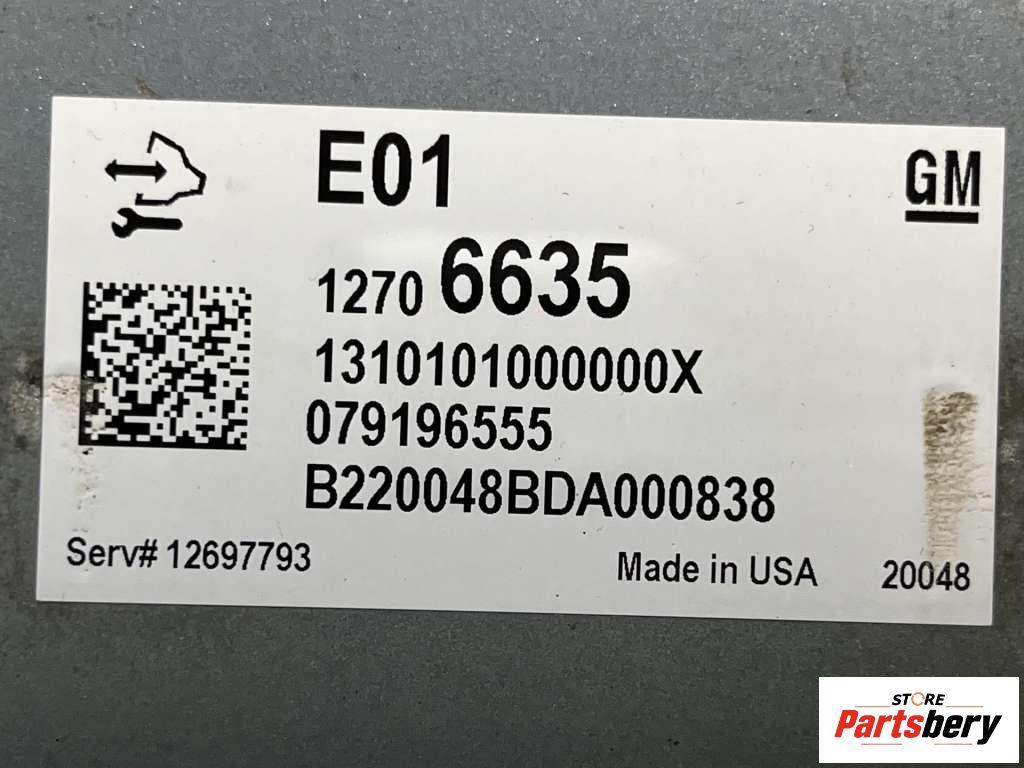 E01
GM
1270 6635
1310101000000X
079196555
B220048BDA000838
Serv# 12697793
Made in USA
20048
STORE
Partsbery